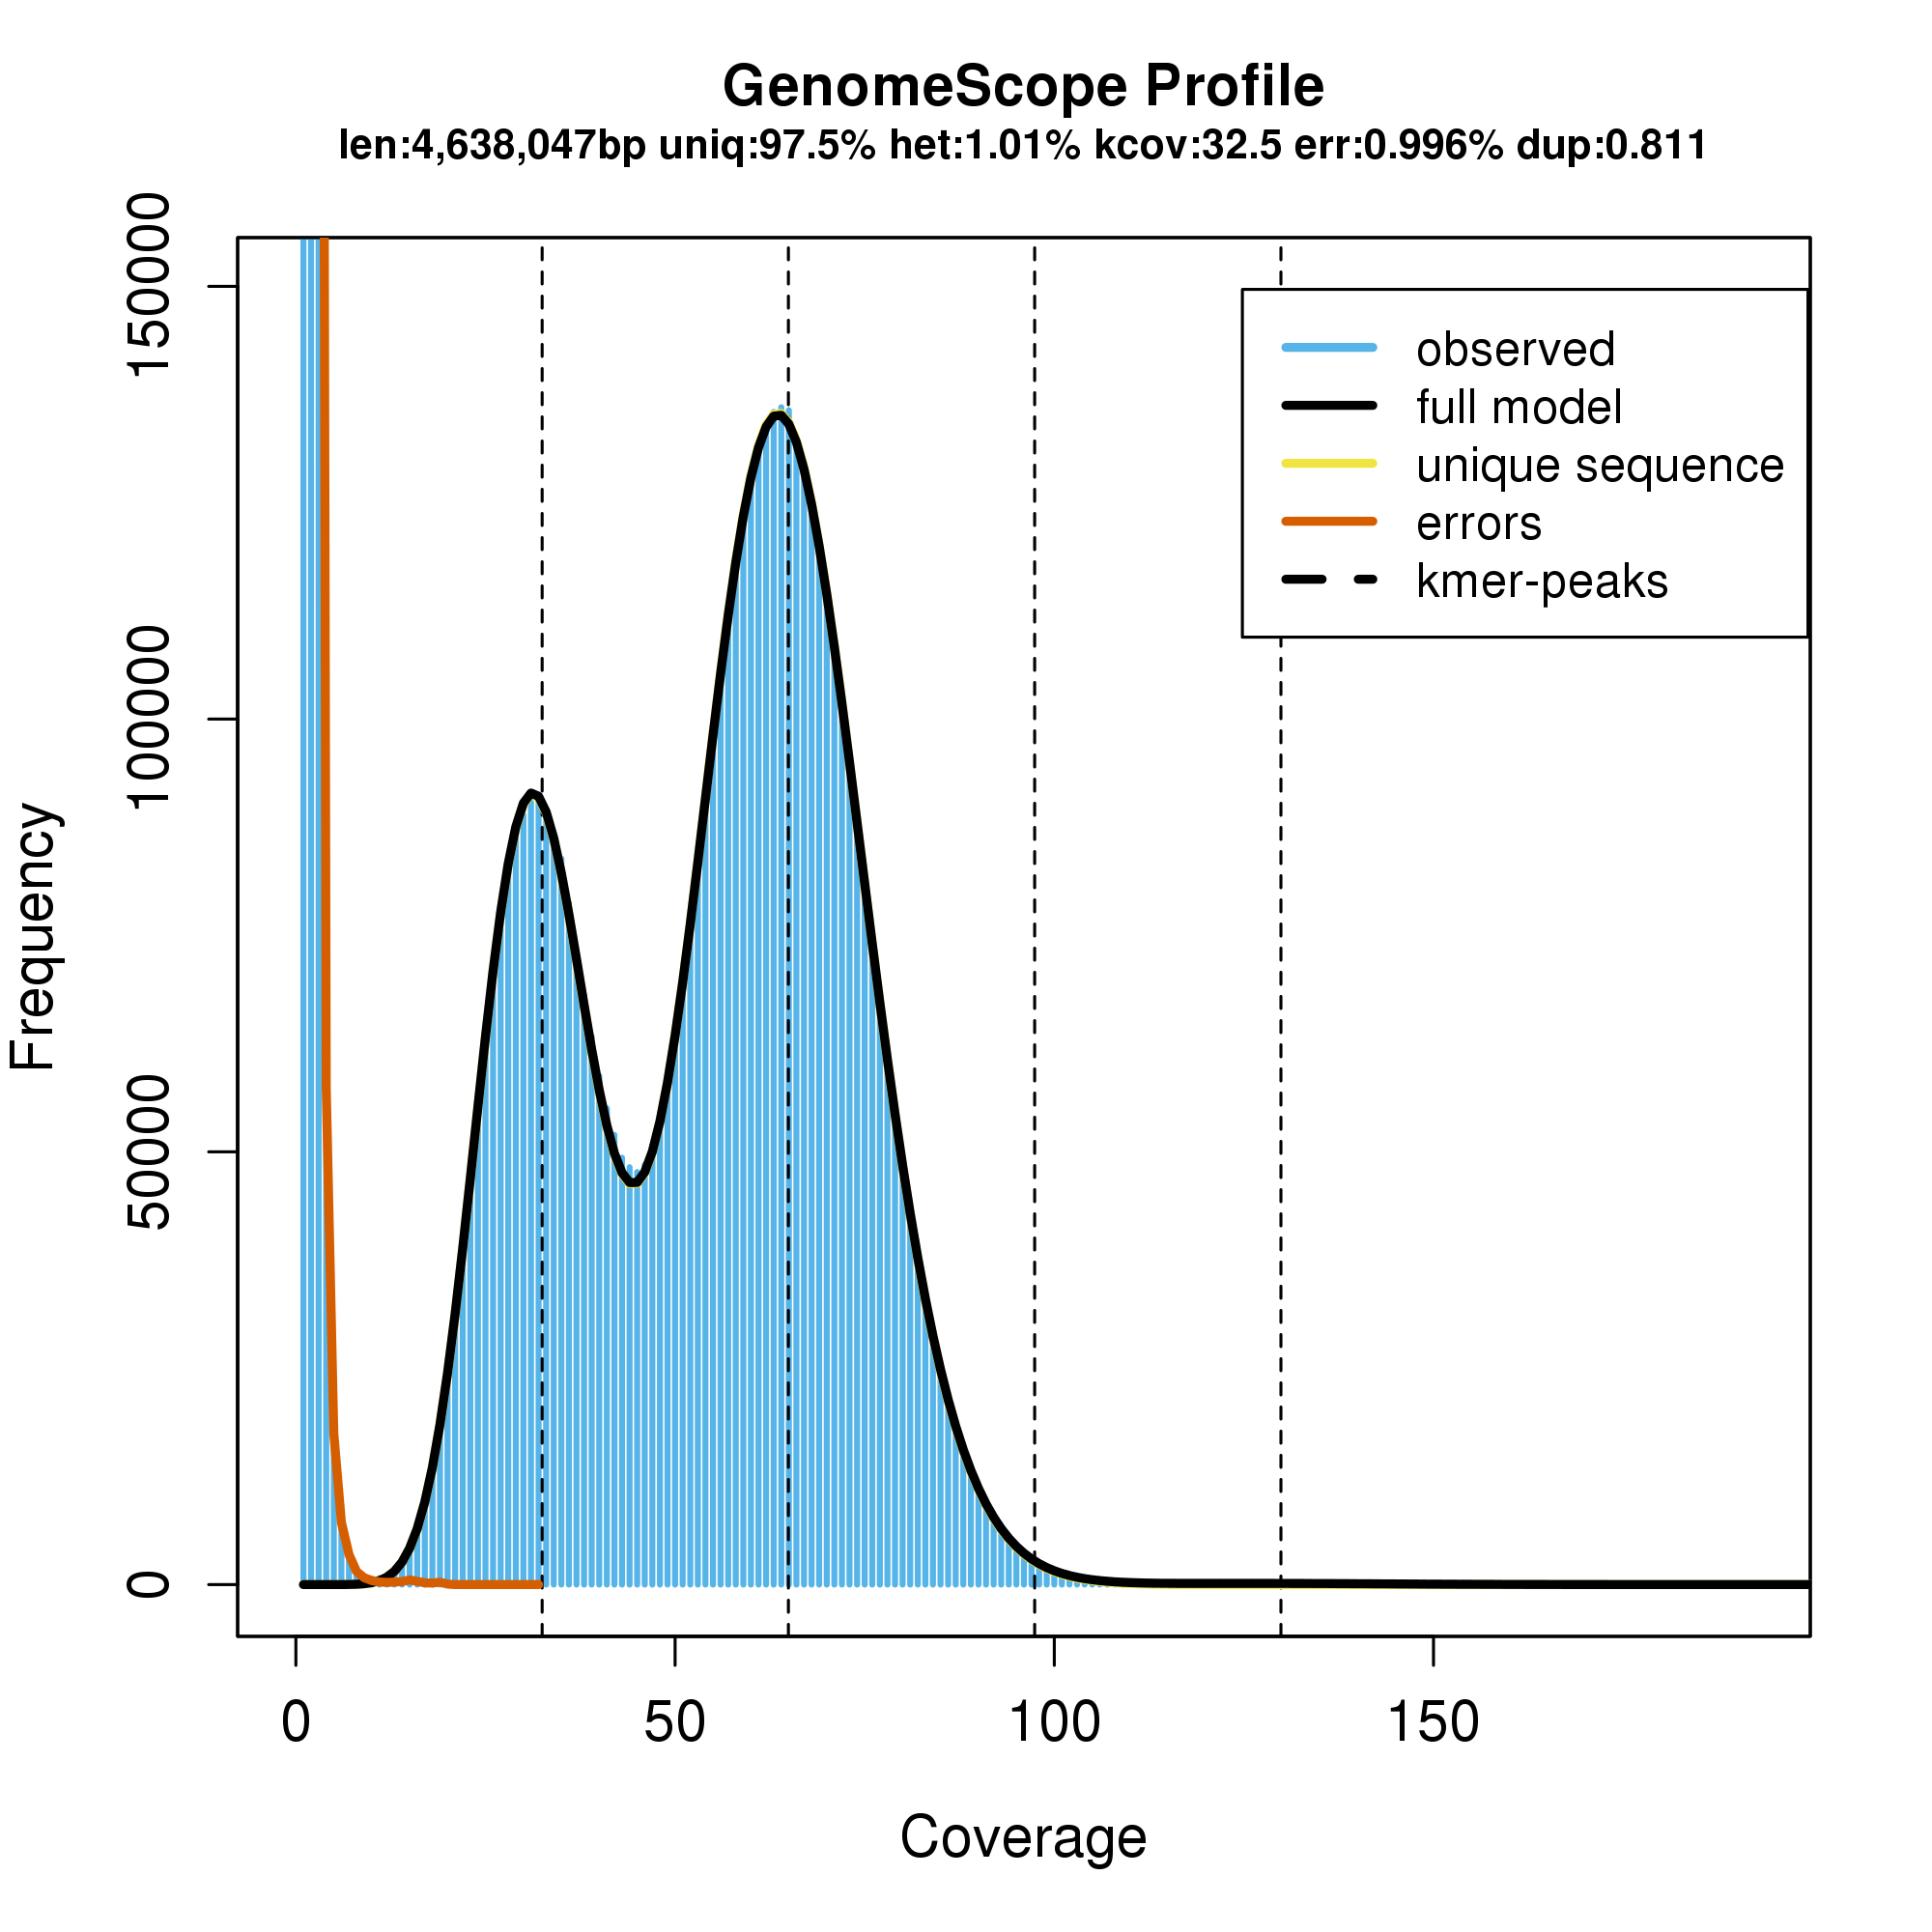 GenomeScope Profile
len:4,638,047bp uniq:97.5% het:1.01% kcov:32.5 err:0.996% dup:0.811
Frequency
150000
100000
50000
0
observed
full model
unique sequence
errors
kmer-peaks
0 50 100 150
Coverage